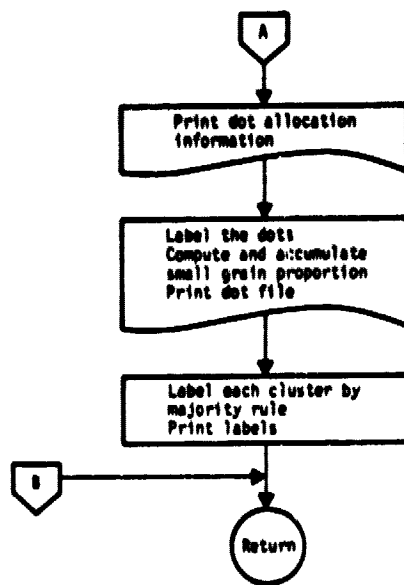 A
Print dot allocation
information
Label the dots
Compute and accumulate
small grain proportion
Print dot file
Label each cluster by
majority rule
Print labels
B
Return